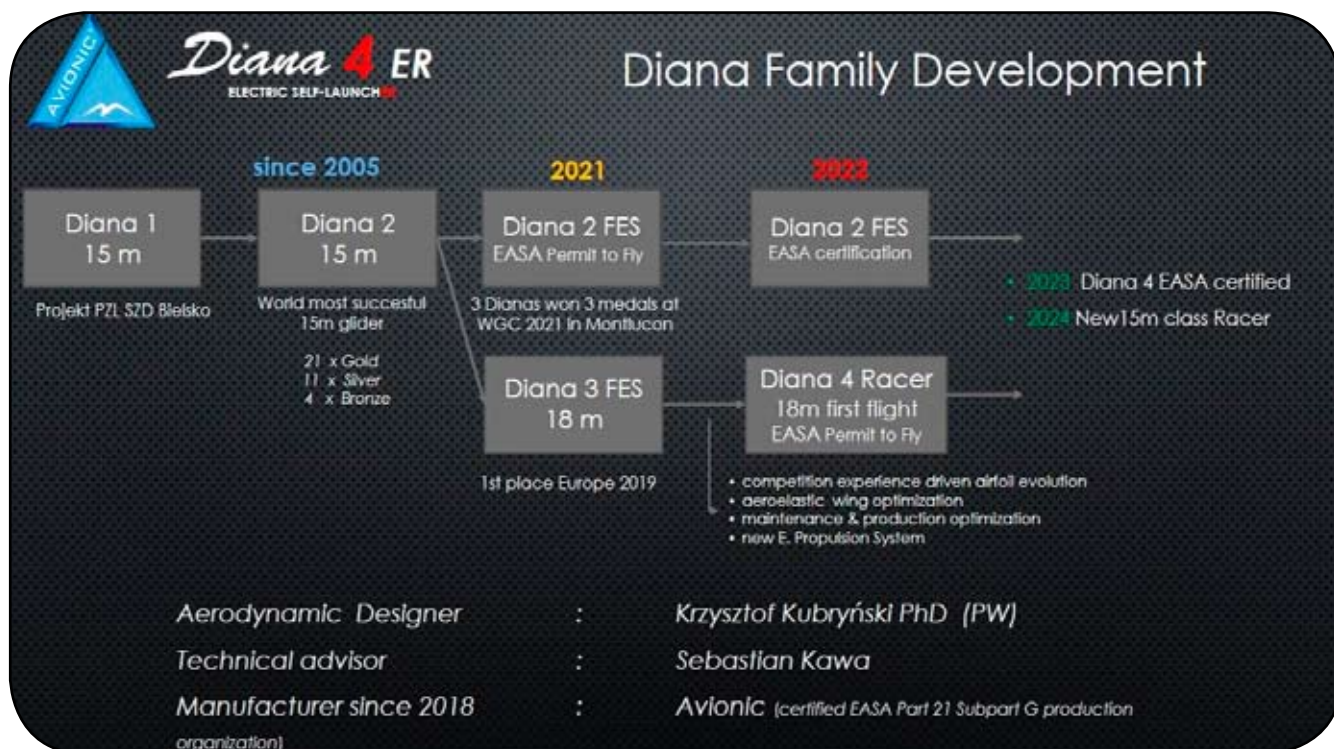 AVIONIC
Diana 4 ER
ELECTRIC SELF-LAUNCHER
Diana Family Development
since 2005
2021
2022
Diana 1
15 m
Projekt PZL SZD Bielsko
Diana 2
15 m
World most succesful
15m glider
21 x Gold
11 x Silver
4 x Bronze
Diana 2 FES
EASA Permit to Fly
3 Dianas won 3 medals at
WGC 2021 in Montlucon
Diana 2 FES
EASA certification
• 2023 Diana 4 EASA certified
• 2024 New15m class Racer
Diana 3 FES
18 m
1st place Europe 2019
Diana 4 Racer
18m first flight
EASA Permit to Fly
• competition experience driven airfoil evolution
• aeroelastic wing optimization
• maintenance & production optimization
• new E. Propulsion System
Aerodynamic Designer : Krzysztof Kubryński PhD (PW)
Technical advisor : Sebastian Kawa
Manufacturer since 2018 : Avionic (certified EASA Part 21 Subpart G production
organization)